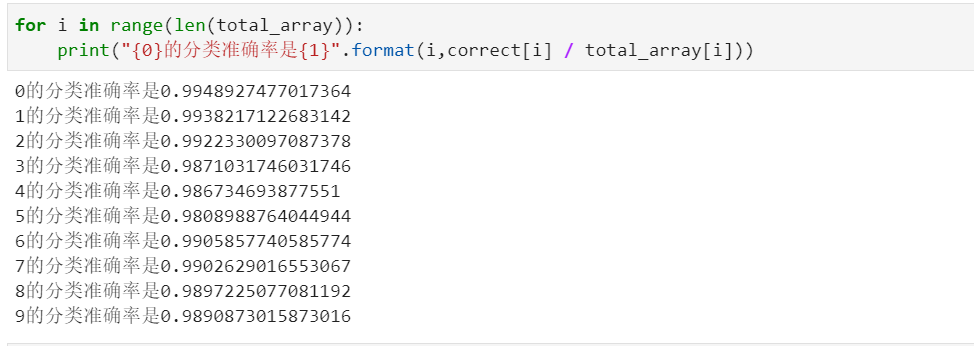 for i in range(len(total_array)):
    print("{0}的分类准确率是{1}".format(i,correct[i] / total_array[i]))
0的分类准确率是0.9948927477017364
1的分类准确率是0.9938217122683142
2的分类准确率是0.9922330097087378
3的分类准确率是0.9871031746031746
4的分类准确率是0.986734693877551
5的分类准确率是0.9808988764044944
6的分类准确率是0.9905857740585774
7的分类准确率是0.9902629016553067
8的分类准确率是0.9897225077081192
9的分类准确率是0.9890873015873016